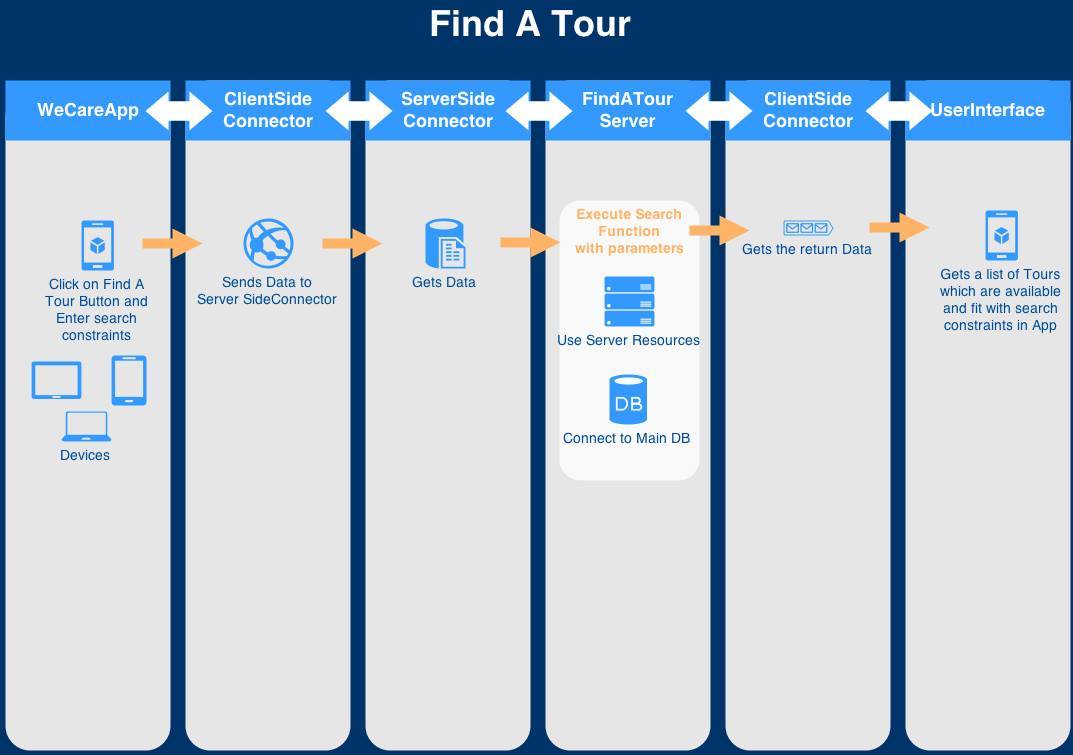 Find A Tour
WeCareApp
ClientSide
Connector
ServerSide
Connector
FindATour
Server
ClientSide
Connector
UserInterface
Click on Find A
Tour Button and
Enter search
constraints
Devices
Sends Data to
Server SideConnector
Gets Data
Execute Search
Function
with parameters
Use Server Resources
DB
Connect to Main DB
Gets the return Data
Gets a list of Tours
which are available
and fit with search
constraints in App